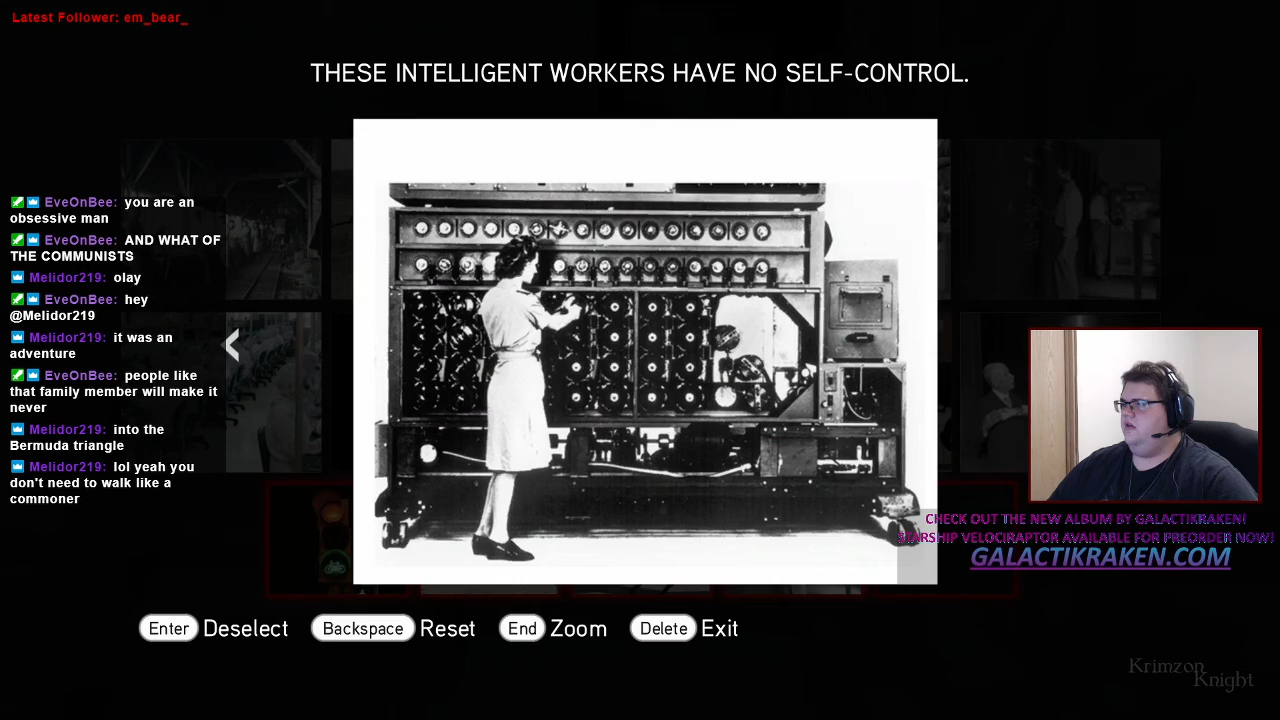 Latest Follower: em_bear_
THESE INTELLIGENT WORKERS HAVE NO SELF-CONTROL.
EveOnBee: you are an
obsessive man
EveOnBee: AND WHAT OF
THE COMMUNISTS
Melidor219: olay
EveOnBee: hey
@Melidor219
Melidor219: it was an
adventure
EveOnBee: people like
that family member will make it
never
Melidor219: into the
Bermuda triangle
Melidor219: lol yeah you
don't need to walk like a
commoner
CHECK OUT THE NEW ALBUM BY GALACTIKRAKEN!
STARSHIP VELOCIRAPTOR AVAILABLE FOR PREORDER NOW!
GALACTIKRAKEN.COM
Enter Deselect Backspace Reset End Zoom Delete Exit
Krimzon
Knight